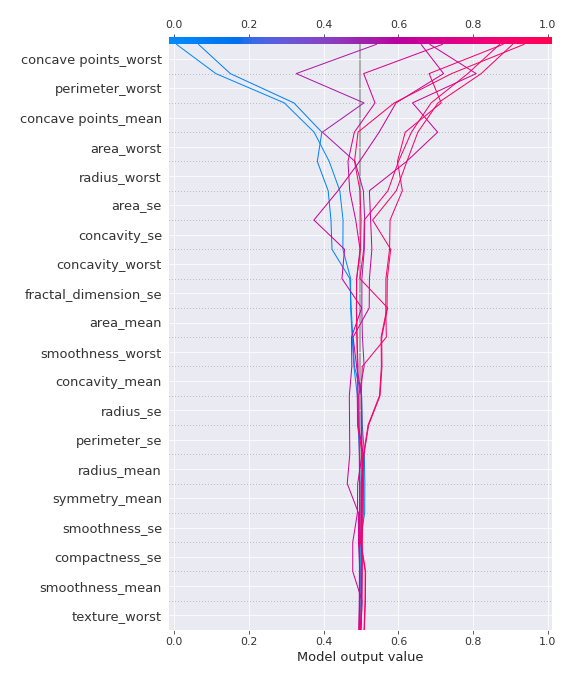 0.0 0.2 0.4 0.6 0.8 1.0
concave points_worst
perimeter_worst
concave points_mean
area_worst
radius_worst
area_se
concavity_se
concavity_worst
fractal_dimension_se
area_mean
smoothness_worst
concavity_mean
radius_se
perimeter_se
radius_mean
symmetry_mean
smoothness_se
compactness_se
smoothness_mean
texture_worst
0.0 0.2 0.4 0.6 0.8 1.0
Model output value